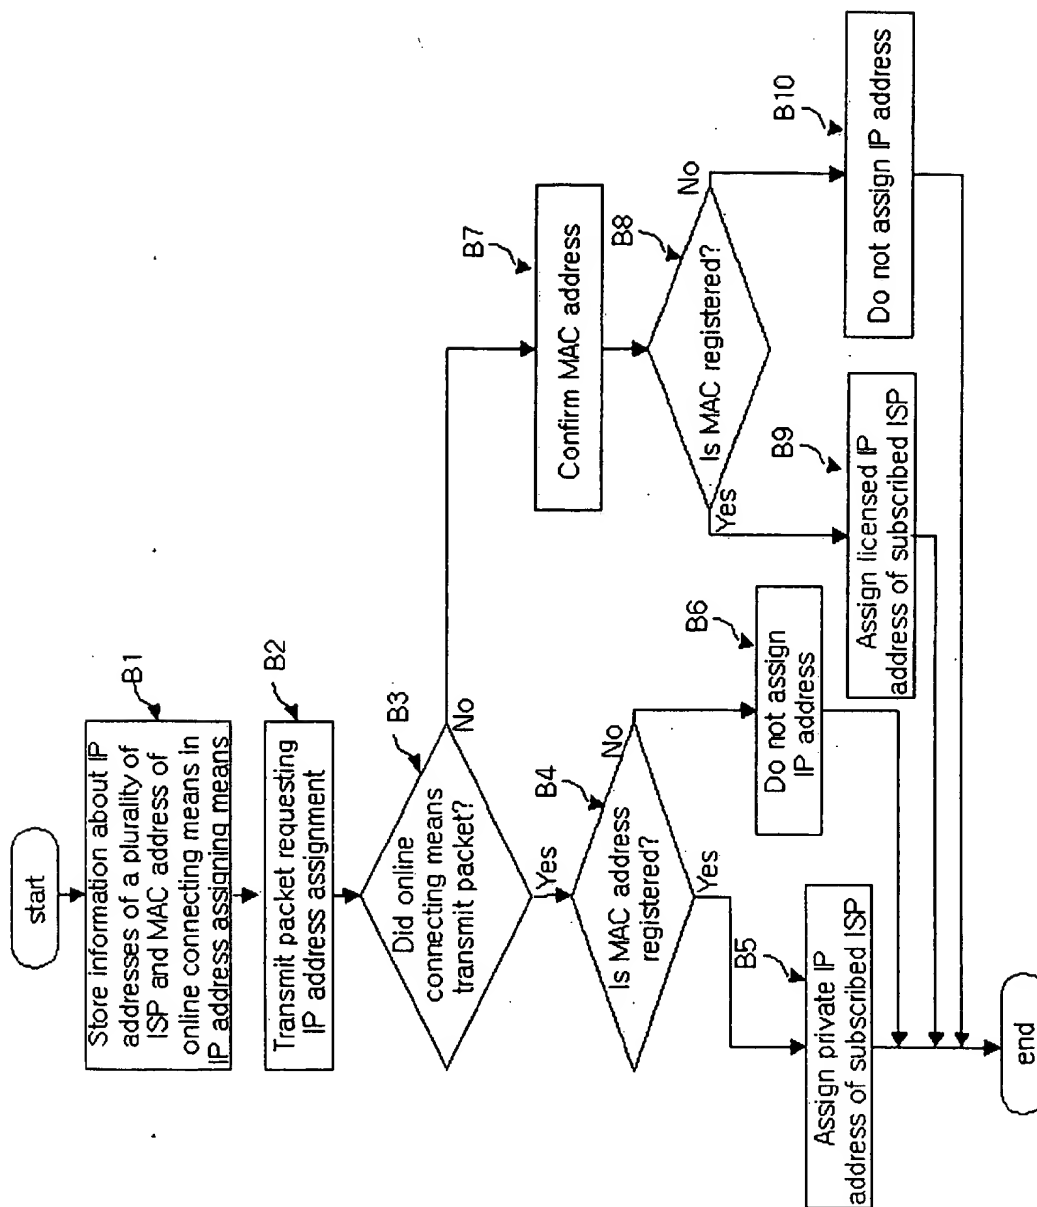 start
B1
Store information about IP
addresses of a plurality of
ISP and MAC address of
online connecting means in
IP address assigning means
B2
Transmit packet requesting
IP address assignment
B3
Did online
connecting means
transmit packet?
Yes
No
B4
Is MAC address
registered?
Yes
No
B5
Assign private IP
address of subscribed ISP
B6
Do not assign
IP address
B7
Confirm MAC address
B8
Is MAC registered?
Yes
No
B9
Assign licensed IP
address of subscribed ISP
B10
Do not assign IP address
end